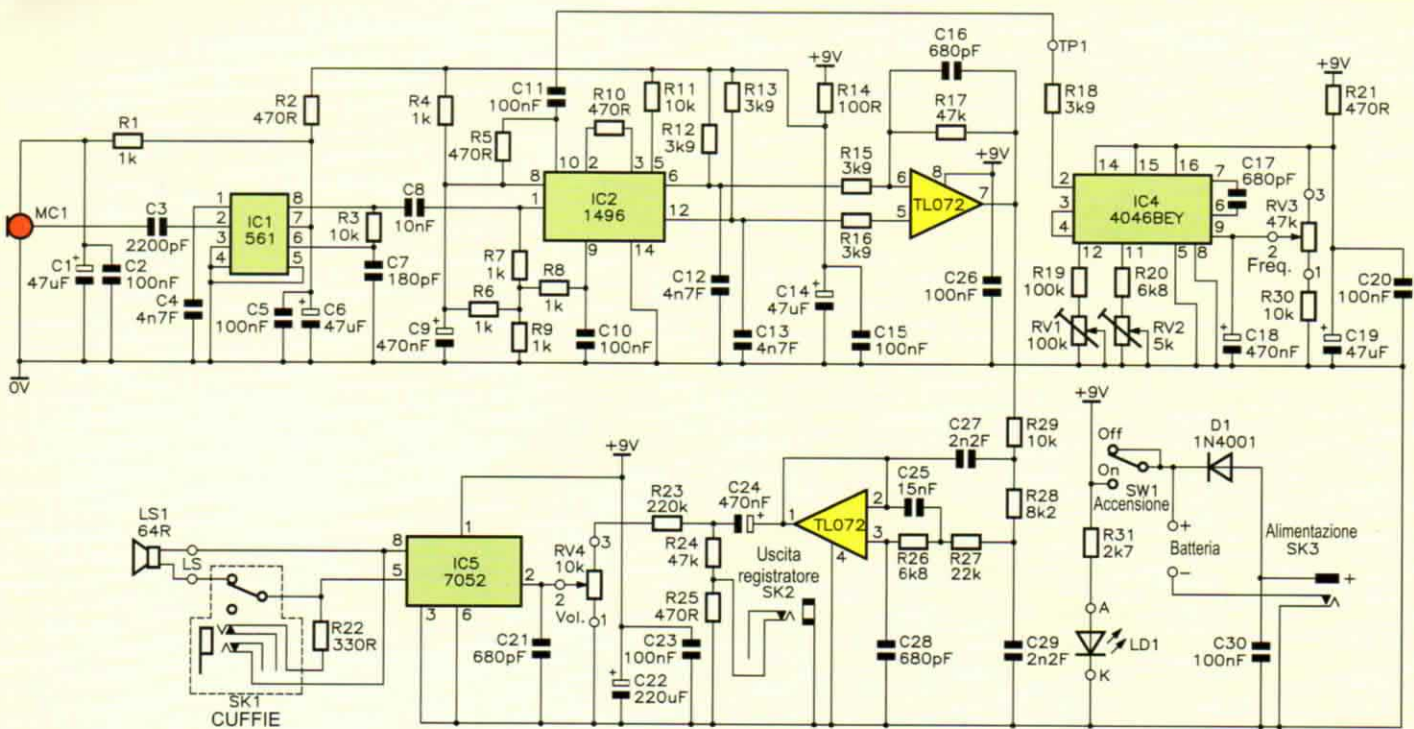 C16
680pF
TP1
+9V
+9V
R2
470R
R4
1k
C11
100nF
R10
470R
R11
10k
R13
3k9
R14
100R
R17
47k
R18
3k9
R21
470R
R1
1k
R5
470R
R12
3k9
+9V
14
15
16
10
2
3
5
R15
3k9
8
7
C17
680pF
MC1
C3
2200pF
1
2
3
4
IC1
561
8
7
6
5
R3
10k
C8
10nF
8
1
IC2
1496
6
12
6
5
TL072
7
2
3
4
IC4
4046BEY
6
9
3
RV3
47k
2
Freq.
1
9
14
R16
3k9
12
11
5
8
C1
47uF
+
C2
100nF
C4
4n7F
C5
100nF
C6
47uF
+
C7
180pF
R7
1k
R8
1k
R6
1k
R9
1k
C9
470nF
+
C10
100nF
C12
4n7F
C13
4n7F
C14
47uF
+
C15
100nF
C26
100nF
R19
100k
R20
6k8
RV1
100k
RV2
5k
C18
470nF
+
R30
10k
C19
47uF
+
C20
100nF
0V
+9V
+9V
C27
2n2F
R29
10k
Off
On
SW1
Accensione
D1
1N4001
LS1
64R
LS
8
5
1
IC5
7052
2
3
6
RV4
10k
3
2
Vol.
1
R23
220k
C24
470nF
+
1
TL072
2
3
4
C25
15nF
R28
8k2
R24
47k
R26
6k8
R27
22k
Uscita
registratore
SK2
R31
2k7
+
Batteria
-
Alimentazione
SK3
+
R22
330R
C21
680pF
C23
100nF
R25
470R
C22
220uF
+
C28
680pF
C29
2n2F
A
LD1
K
C30
100nF
SK1
CUFFIE